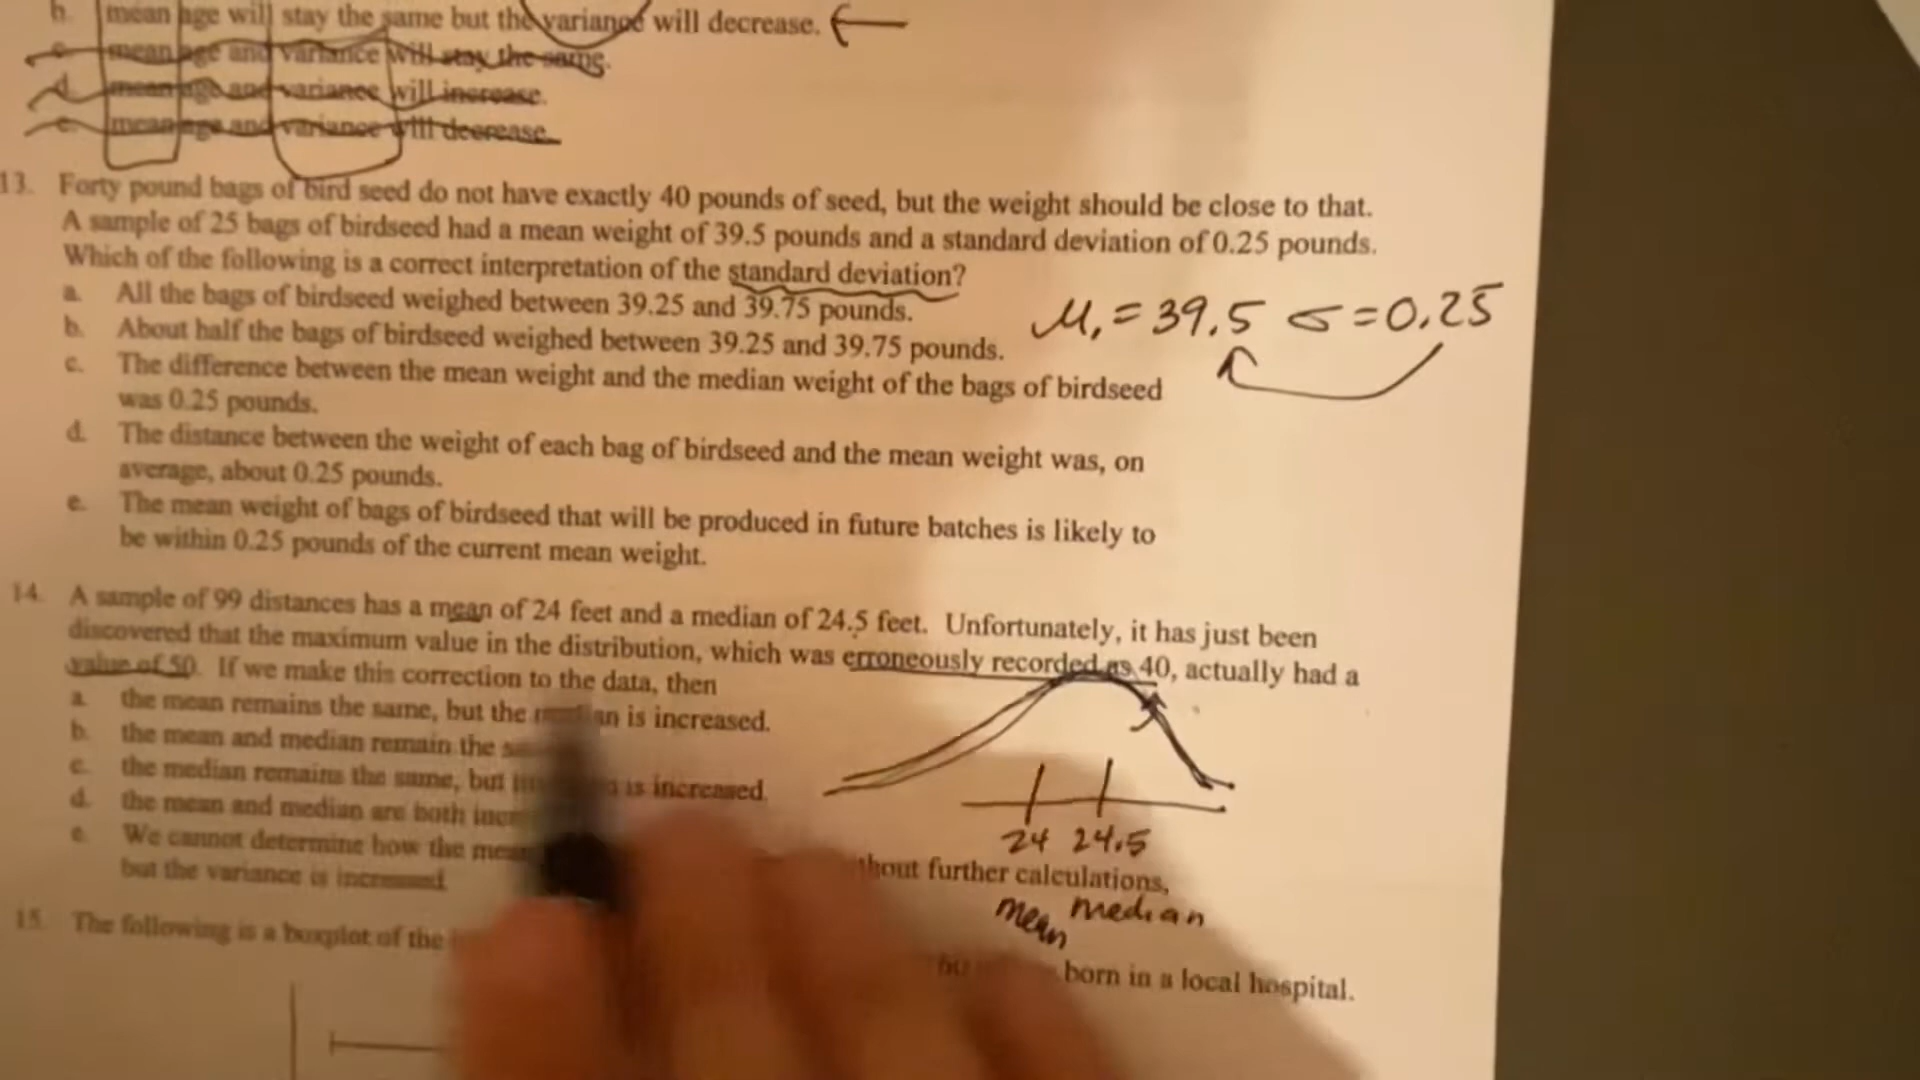 b. mean age will stay the same but the variance will decrease.
c. mean age and variance will stay the same.
d. mean age and variance will increase.
e. mean age and variance will decrease.
13. Forty pound bags of bird seed do not have exactly 40 pounds of seed, but the weight should be close to that.
A sample of 25 bags of birdseed had a mean weight of 39.5 pounds and a standard deviation of 0.25 pounds.
Which of the following is a correct interpretation of the standard deviation?
a. All the bags of birdseed weighed between 39.25 and 39.75 pounds.
μ, = 39.5 σ = 0.25
b. About half the bags of birdseed weighed between 39.25 and 39.75 pounds.
c. The difference between the mean weight and the median weight of the bags of birdseed
was 0.25 pounds.
d. The distance between the weight of each bag of birdseed and the mean weight was, on
average, about 0.25 pounds.
e. The mean weight of bags of birdseed that will be produced in future batches is likely to
be within 0.25 pounds of the current mean weight.
14. A sample of 99 distances has a mean of 24 feet and a median of 24.5 feet. Unfortunately, it has just been
discovered that the maximum value in the distribution, which was erroneously recorded as 40, actually had a
value of 50. If we make this correction to the data, then
a. the mean remains the same, but the median is increased.
b. the mean and median remain the
c. the median remains the same, but is increased.
d. the mean and median are both
24 24.5
e. We cannot determine how the without further calculations,
but the variance is increased
mean median
15. The following is a boxplot of the born in a local hospital.